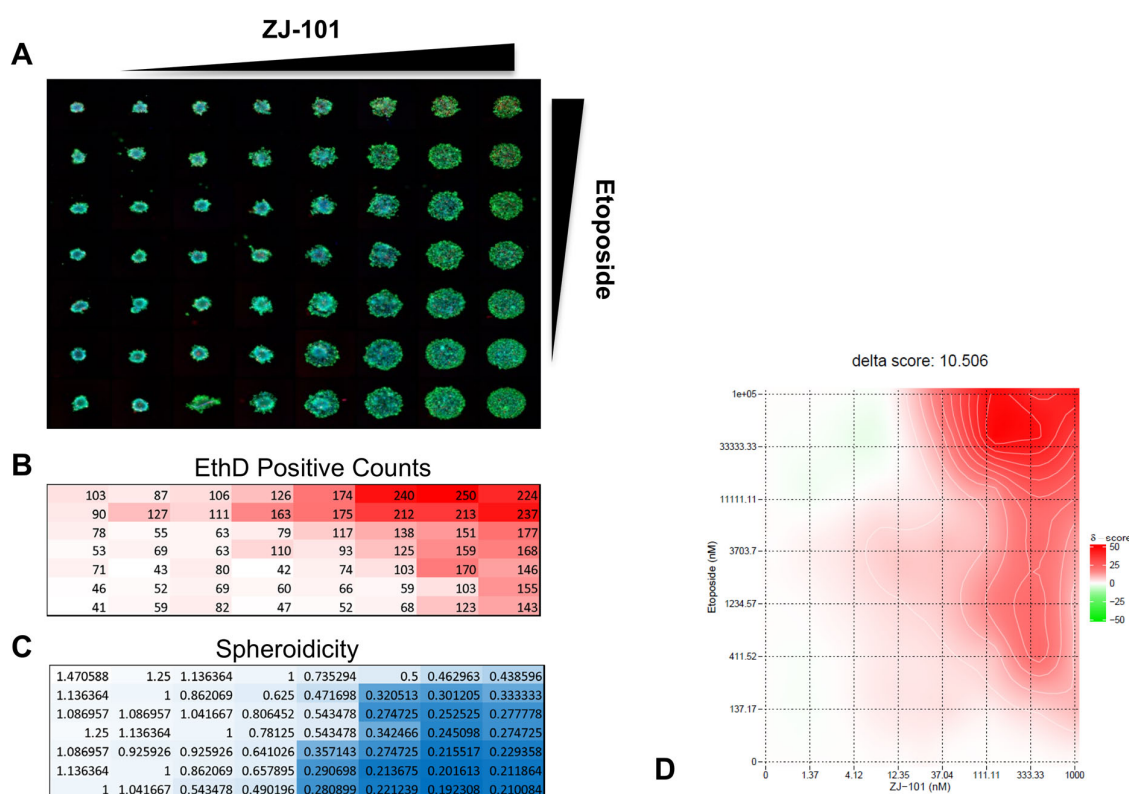 ZJ-101
A
Etoposide
B
EthD Positive Counts
103 87 106 126 174 240 250 224
90 127 111 163 175 212 213 237
78 55 63 79 117 138 151 177
53 69 63 110 93 125 159 168
71 43 80 42 74 103 170 146
46 52 69 60 66 59 103 155
41 59 82 47 52 68 123 143
C
Spheroidicity
1.470588 1.25 1.136364 1 0.735294 0.5 0.462963 0.438596
1.136364 1 0.862069 0.625 0.471698 0.320513 0.301205 0.333333
1.086957 1.086957 1.041667 0.806452 0.543478 0.274725 0.252525 0.277778
1.25 1.136364 1 0.78125 0.543478 0.342466 0.245098 0.274725
1.086957 0.925926 0.925926 0.641026 0.357143 0.274725 0.215517 0.229358
1.136364 1 0.862069 0.657895 0.290698 0.213675 0.201613 0.211864
1 1.041667 0.543478 0.490196 0.280899 0.221239 0.192308 0.210084
delta score: 10.506
1e+05
33333.33
11111.11
3703.7
1234.57
411.52
137.17
0
Etoposide (nM)
0 1.37 4.12 12.35 37.04 111.11 333.33 1000
ZJ-101 (nM)
δ-score
50
25
0
-25
-50
D